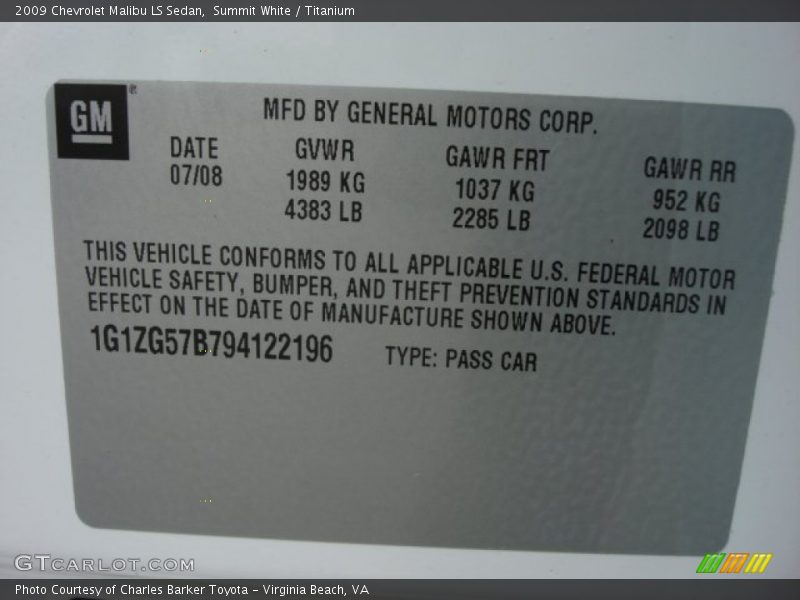 2009 Chevrolet Malibu LS Sedan,  Summit White / Titanium
GM ®
MFD BY GENERAL MOTORS CORP.
DATE GVWR GAWR FRT GAWR RR
07/08 1989 KG 1037 KG 952 KG
4383 LB 2285 LB 2098 LB
THIS VEHICLE CONFORMS TO ALL APPLICABLE U.S. FEDERAL MOTOR
VEHICLE SAFETY, BUMPER, AND THEFT PREVENTION STANDARDS IN
EFFECT ON THE DATE OF MANUFACTURE SHOWN ABOVE.
1G1ZG57B794122196 TYPE: PASS CAR
GTCARLOT.COM
Photo Courtesy of Charles Barker Toyota - Virginia Beach, VA